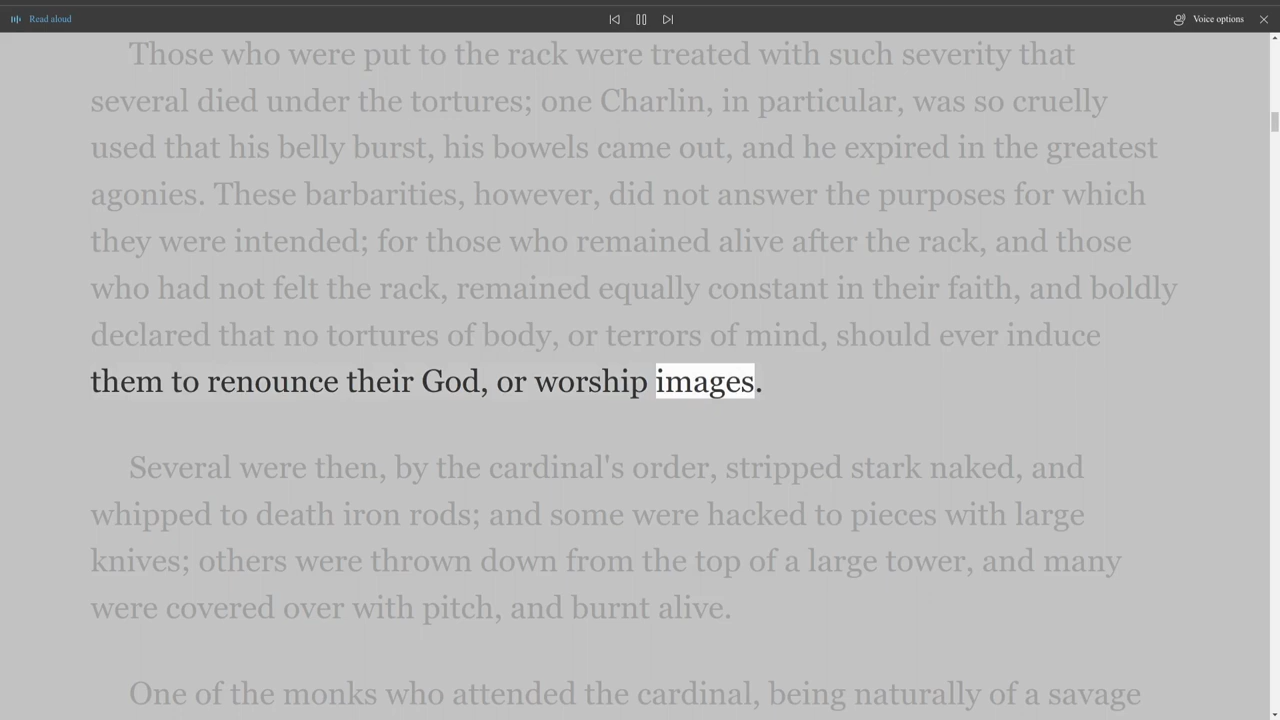 Read aloud
Voice options
Those who were put to the rack were treated with such severity that
several died under the tortures; one Charlin, in particular, was so cruelly
used that his belly burst, his bowels came out, and he expired in the greatest
agonies. These barbarities, however, did not answer the purposes for which
they were intended; for those who remained alive after the rack, and those
who had not felt the rack, remained equally constant in their faith, and boldly
declared that no tortures of body, or terrors of mind, should ever induce
them to renounce their God, or worship images.
Several were then, by the cardinal's order, stripped stark naked, and
whipped to death iron rods; and some were hacked to pieces with large
knives; others were thrown down from the top of a large tower, and many
were covered over with pitch, and burnt alive.
One of the monks who attended the cardinal, being naturally of a savage